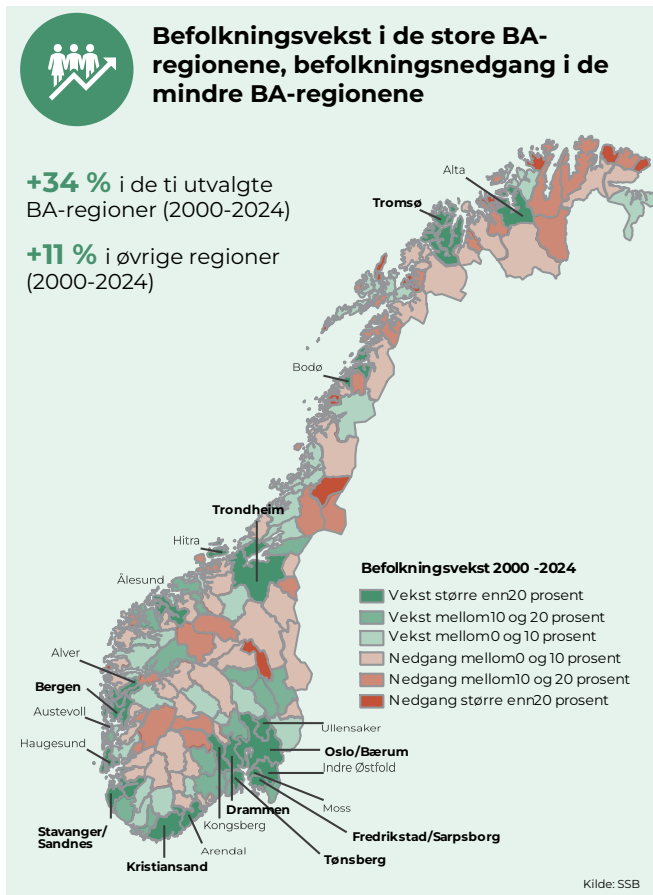 Befolkningsvekst i de store BA-
regionene, befolkningsnedgang i de
mindre BA-regionene
+34 % i de ti utvalgte
BA-regioner (2000-2024)
+11 % i øvrige regioner
(2000-2024)
Alta
Tromsø
Bodø
Trondheim
Hitra
Ålesund
Befolkningsvekst 2000 -2024
Vekst større enn20 prosent
Vekst mellom10 og 20 prosent
Vekst mellom0 og 10 prosent
Nedgang mellom0 og 10 prosent
Nedgang mellom10 og 20 prosent
Nedgang større enn20 prosent
Alver
Bergen
Austevoll
Haugesund
Ullensaker
Oslo/Bærum
Indre Østfold
Moss
Drammen
Kongsberg
Fredrikstad/Sarpsborg
Stavanger/
Sandnes
Arendal
Tønsberg
Kristiansand
Kilde: SSB